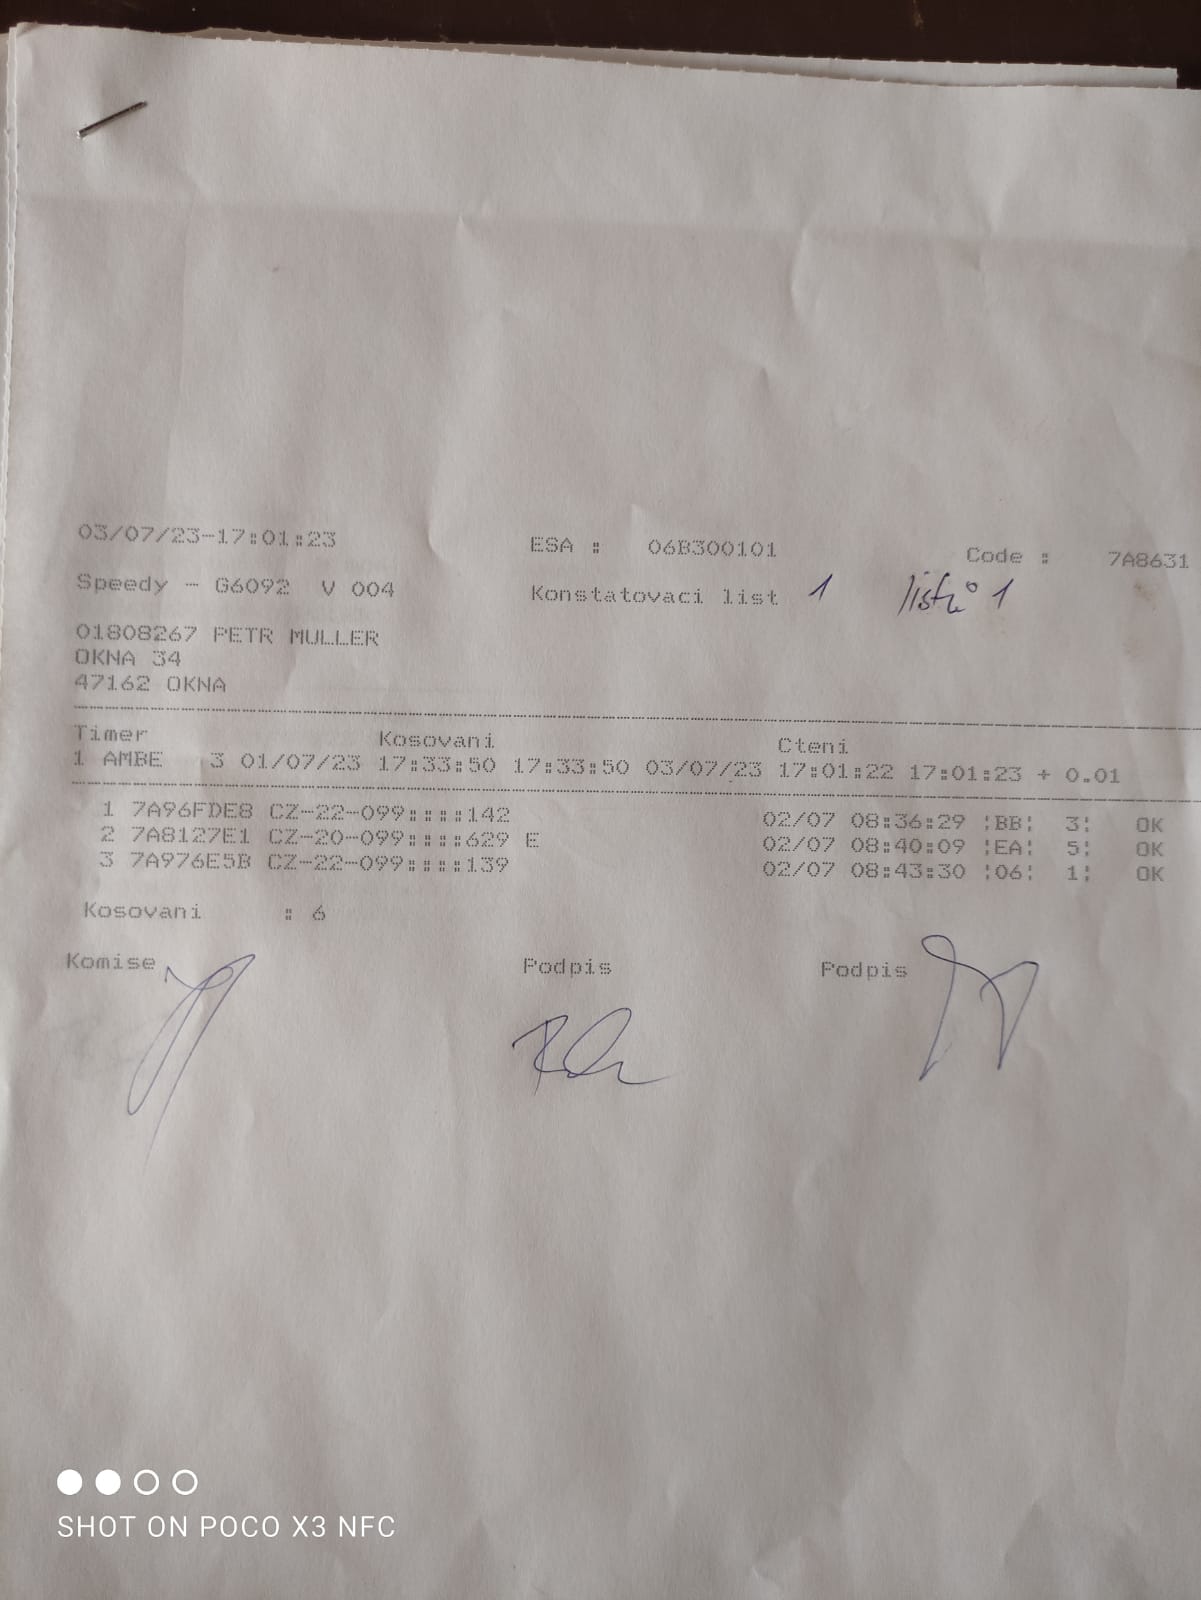 03/07/23-17:01:23 ESA : 06B300101 Code : 7A8631
Speedy - G6092 V 004 Konstatovaci list 1 listů 1
01808267 PETR MULLER
OKNA 34
47162 OKNA
Timer Kosovani Cteni
1 AMBE 3 01/07/23 17:33:50 17:33:50 03/07/23 17:01:22 17:01:23 + 0.01
1 7A96FDE8 CZ-22-099::::142 02/07 08:36:29 ¦BB¦ 3¦ OK
2 7A8127E1 CZ-20-099::::629 E 02/07 08:40:09 ¦EA¦ 5¦ OK
3 7A976E5B CZ-22-099::::139 02/07 08:43:30 ¦06¦ 1¦ OK
Kosovani : 6
Komise Podpis Podpis
SHOT ON POCO X3 NFC